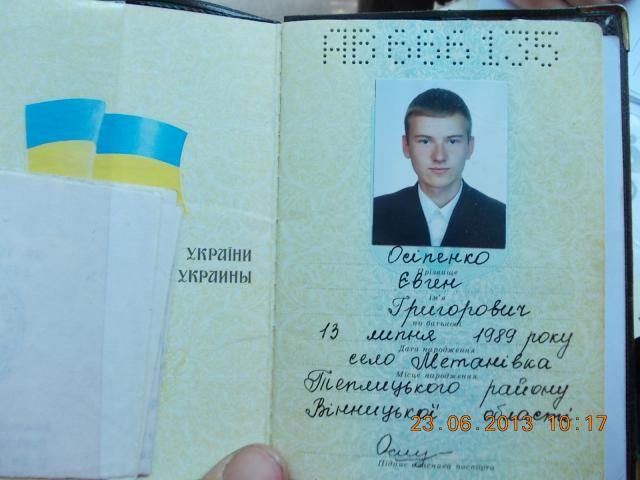 АВ 666135
УКРАЇНИ
УКРАИНЫ
Осіпенко
Прізвище
Євген
ім'я
Григорович
по батькові
13 липня 1989 року
Дата народження
село Метанівка
Місце народження
Теплицького району
Вінницької області
23.06.2013 10:17
Підпис власника паспорта